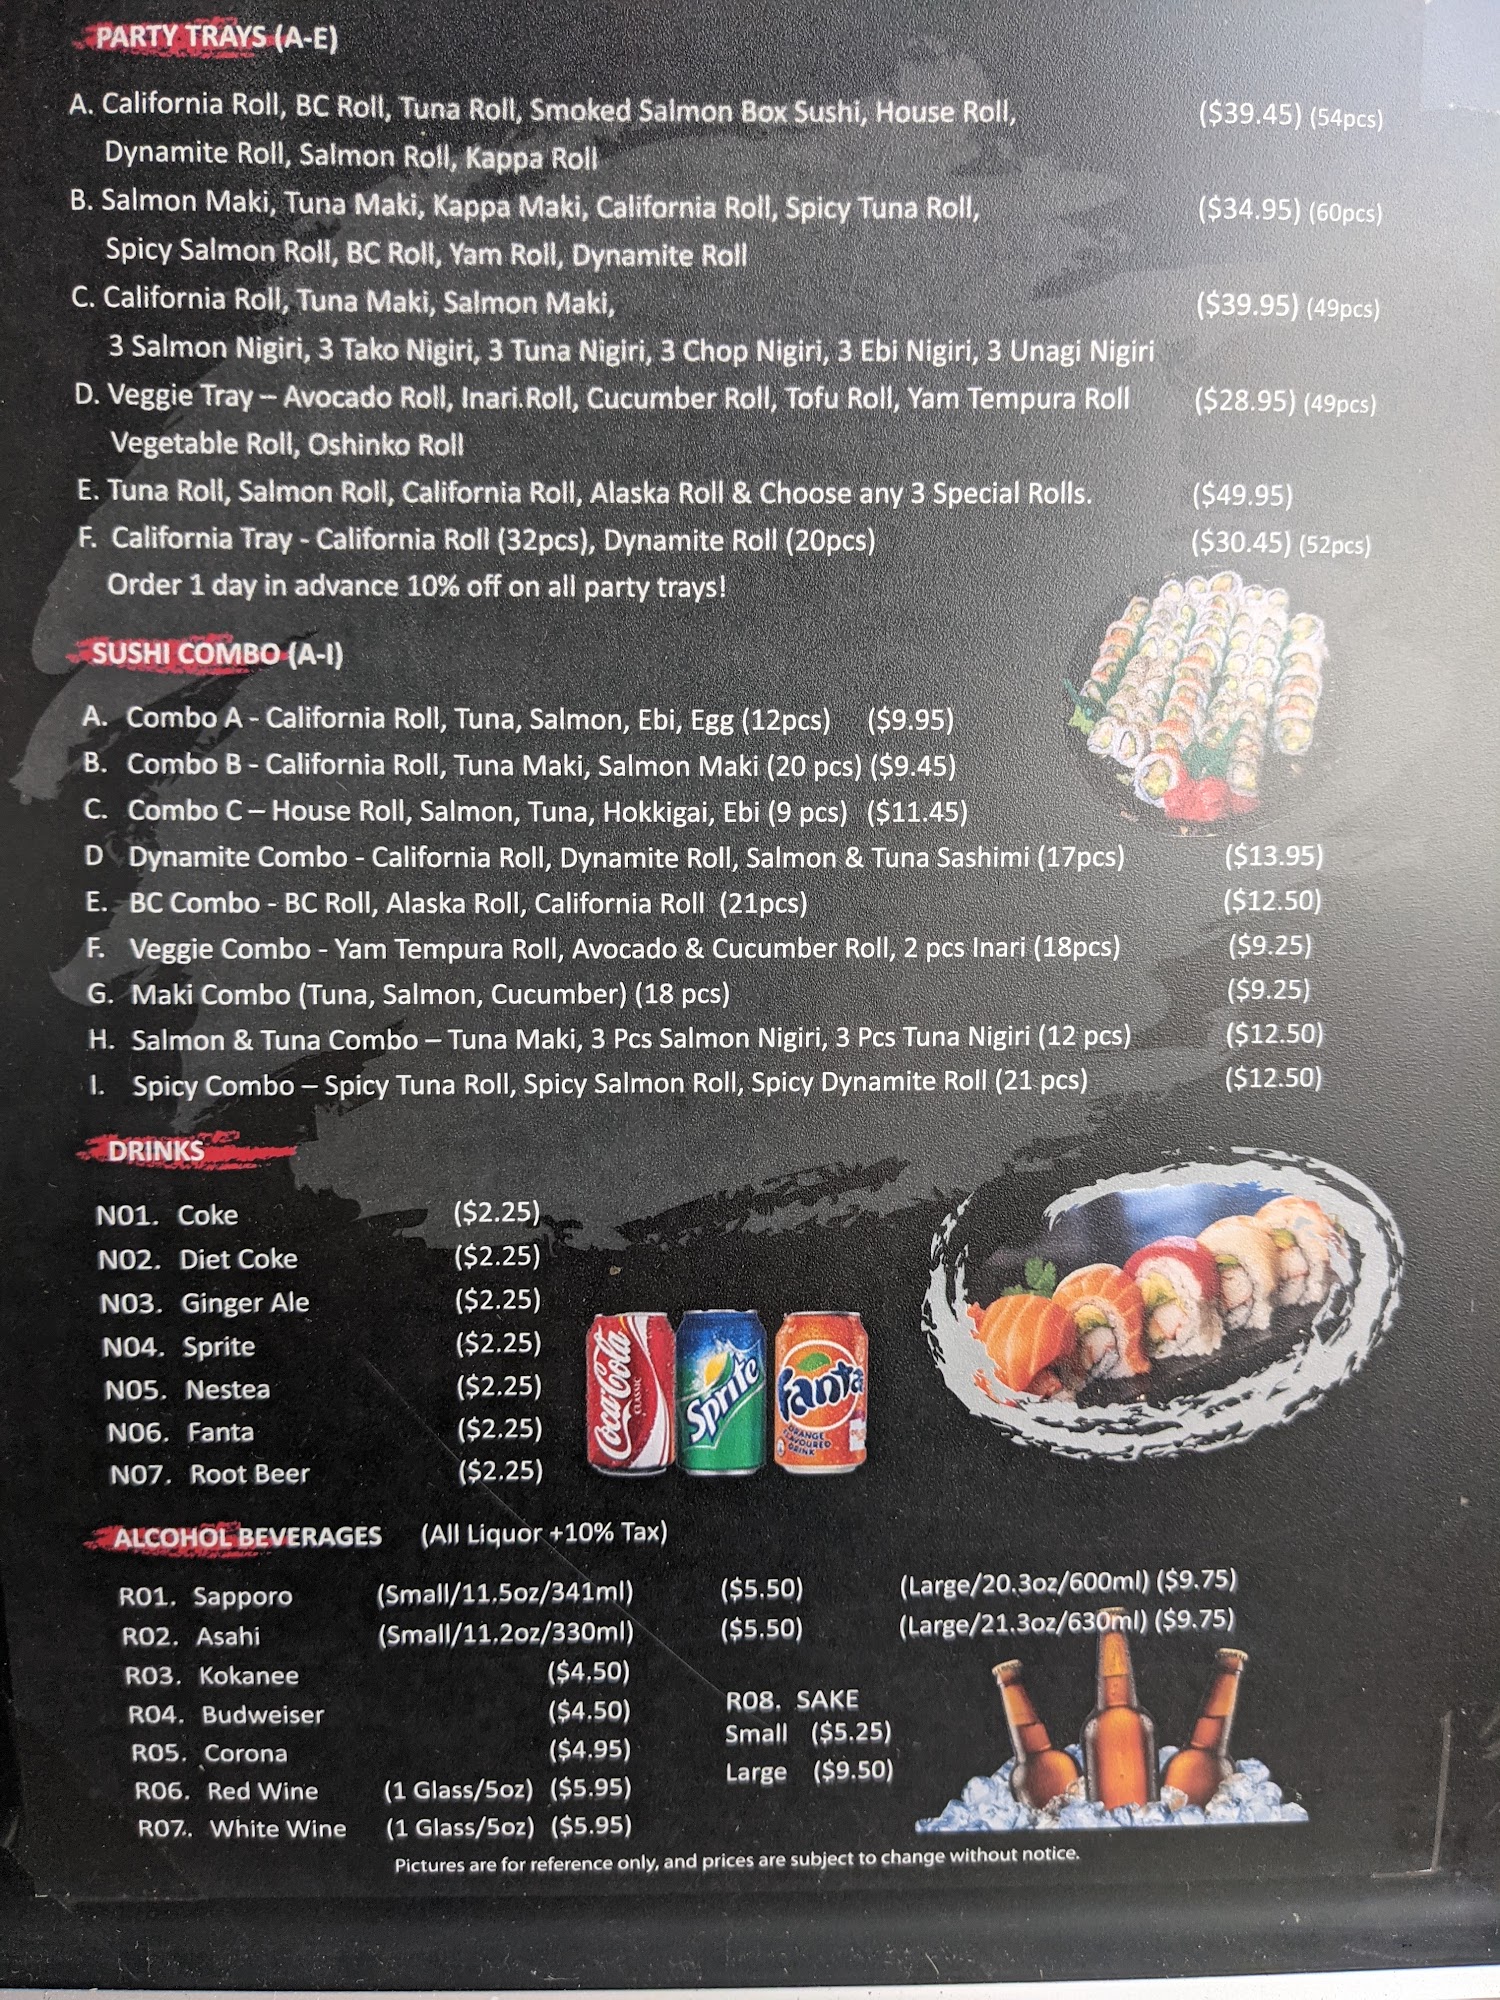 PARTY TRAYS (A-E)
A. California Roll, BC Roll, Tuna Roll, Smoked Salmon Box Sushi, House Roll, ($39.45) (54pcs)
Dynamite Roll, Salmon Roll, Kappa Roll
B. Salmon Maki, Tuna Maki, Kappa Maki, California Roll, Spicy Tuna Roll, ($34.95) (60pcs)
Spicy Salmon Roll, BC Roll, Yam Roll, Dynamite Roll
C. California Roll, Tuna Maki, Salmon Maki, ($39.95) (49pcs)
3 Salmon Nigiri, 3 Tako Nigiri, 3 Tuna Nigiri, 3 Chop Nigiri, 3 Ebi Nigiri, 3 Unagi Nigiri
D. Veggie Tray – Avocado Roll, Inari.Roll, Cucumber Roll, Tofu Roll, Yam Tempura Roll ($28.95) (49pcs)
Vegetable Roll, Oshinko Roll
E. Tuna Roll, Salmon Roll, California Roll, Alaska Roll & Choose any 3 Special Rolls. ($49.95)
F. California Tray - California Roll (32pcs), Dynamite Roll (20pcs) ($30.45) (52pcs)
Order 1 day in advance 10% off on all party trays!
SUSHI COMBO (A-I)
A. Combo A - California Roll, Tuna, Salmon, Ebi, Egg (12pcs) ($9.95)
B. Combo B - California Roll, Tuna Maki, Salmon Maki (20 pcs) ($9.45)
C. Combo C – House Roll, Salmon, Tuna, Hokkigai, Ebi (9 pcs) ($11.45)
D Dynamite Combo - California Roll, Dynamite Roll, Salmon & Tuna Sashimi (17pcs) ($13.95)
E. BC Combo - BC Roll, Alaska Roll, California Roll (21pcs) ($12.50)
F. Veggie Combo - Yam Tempura Roll, Avocado & Cucumber Roll, 2 pcs Inari (18pcs) ($9.25)
G. Maki Combo (Tuna, Salmon, Cucumber) (18 pcs) ($9.25)
H. Salmon & Tuna Combo – Tuna Maki, 3 Pcs Salmon Nigiri, 3 Pcs Tuna Nigiri (12 pcs) ($12.50)
I. Spicy Combo – Spicy Tuna Roll, Spicy Salmon Roll, Spicy Dynamite Roll (21 pcs) ($12.50)
DRINKS
N01. Coke ($2.25)
N02. Diet Coke ($2.25)
N03. Ginger Ale ($2.25)
N04. Sprite ($2.25)
N05. Nestea ($2.25)
N06. Fanta ($2.25)
N07. Root Beer ($2.25)
Coca-Cola
CLASSIC
Sprite
Fanta
ORANGE
FLAVOURED
DRINK
ALCOHOL BEVERAGES (All Liquor +10% Tax)
R01. Sapporo (Small/11.5oz/341ml) ($5.50) (Large/20.3oz/600ml) ($9.75)
R02. Asahi (Small/11.2oz/330ml) ($5.50) (Large/21.3oz/630ml) ($9.75)
R03. Kokanee ($4.50)
R04. Budweiser ($4.50)
R05. Corona ($4.95)
R06. Red Wine (1 Glass/5oz) ($5.95)
R07.. White Wine (1 Glass/5oz) ($5.95)
R08. SAKE
Small ($5.25)
Large ($9.50)
Pictures are for reference only, and prices are subject to change without notice.